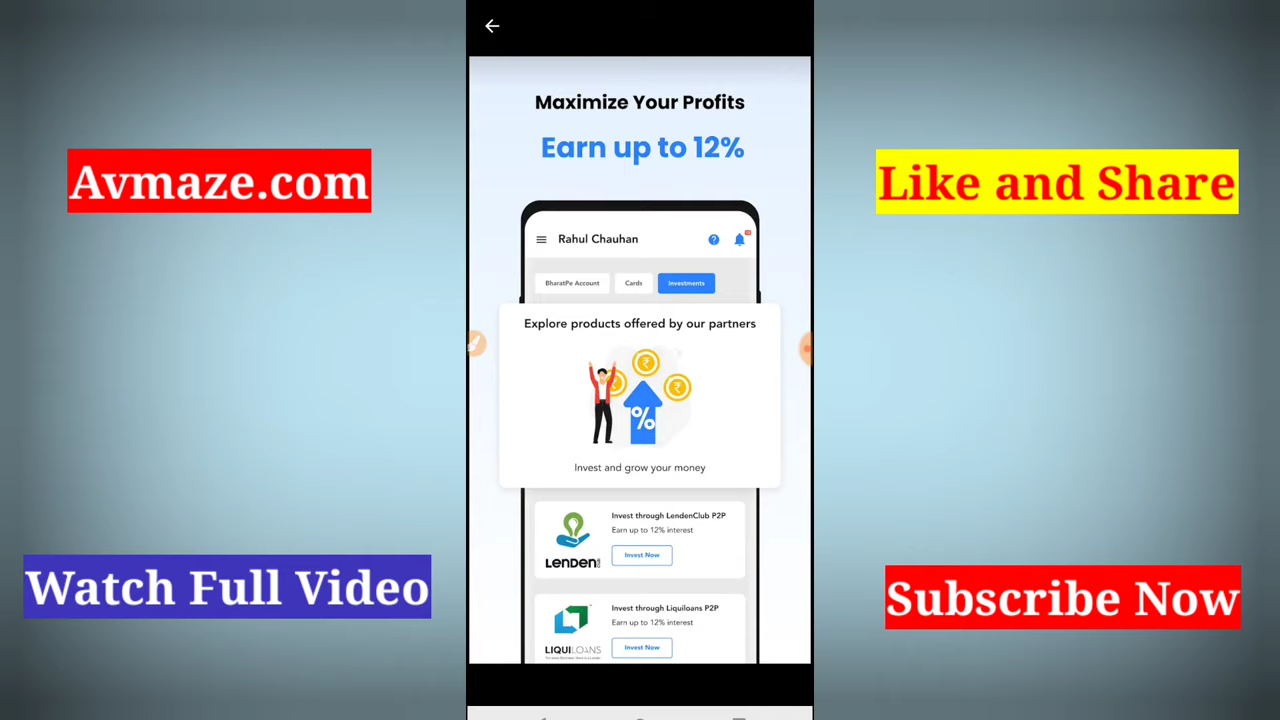 Maximize Your Profits
Earn up to 12%
Avmaze.com
Like and Share
Rahul Chauhan
BharatPe Account
Cards
Investments
Explore products offered by our partners
%
Invest and grow your money
Invest through LendenClub P2P
Earn up to 12% interest
Invest Now
LENDEN
Watch Full Video
Subscribe Now
Invest through Liquiloans P2P
Earn up to 12% interest
Invest Now
LIQUILOANS